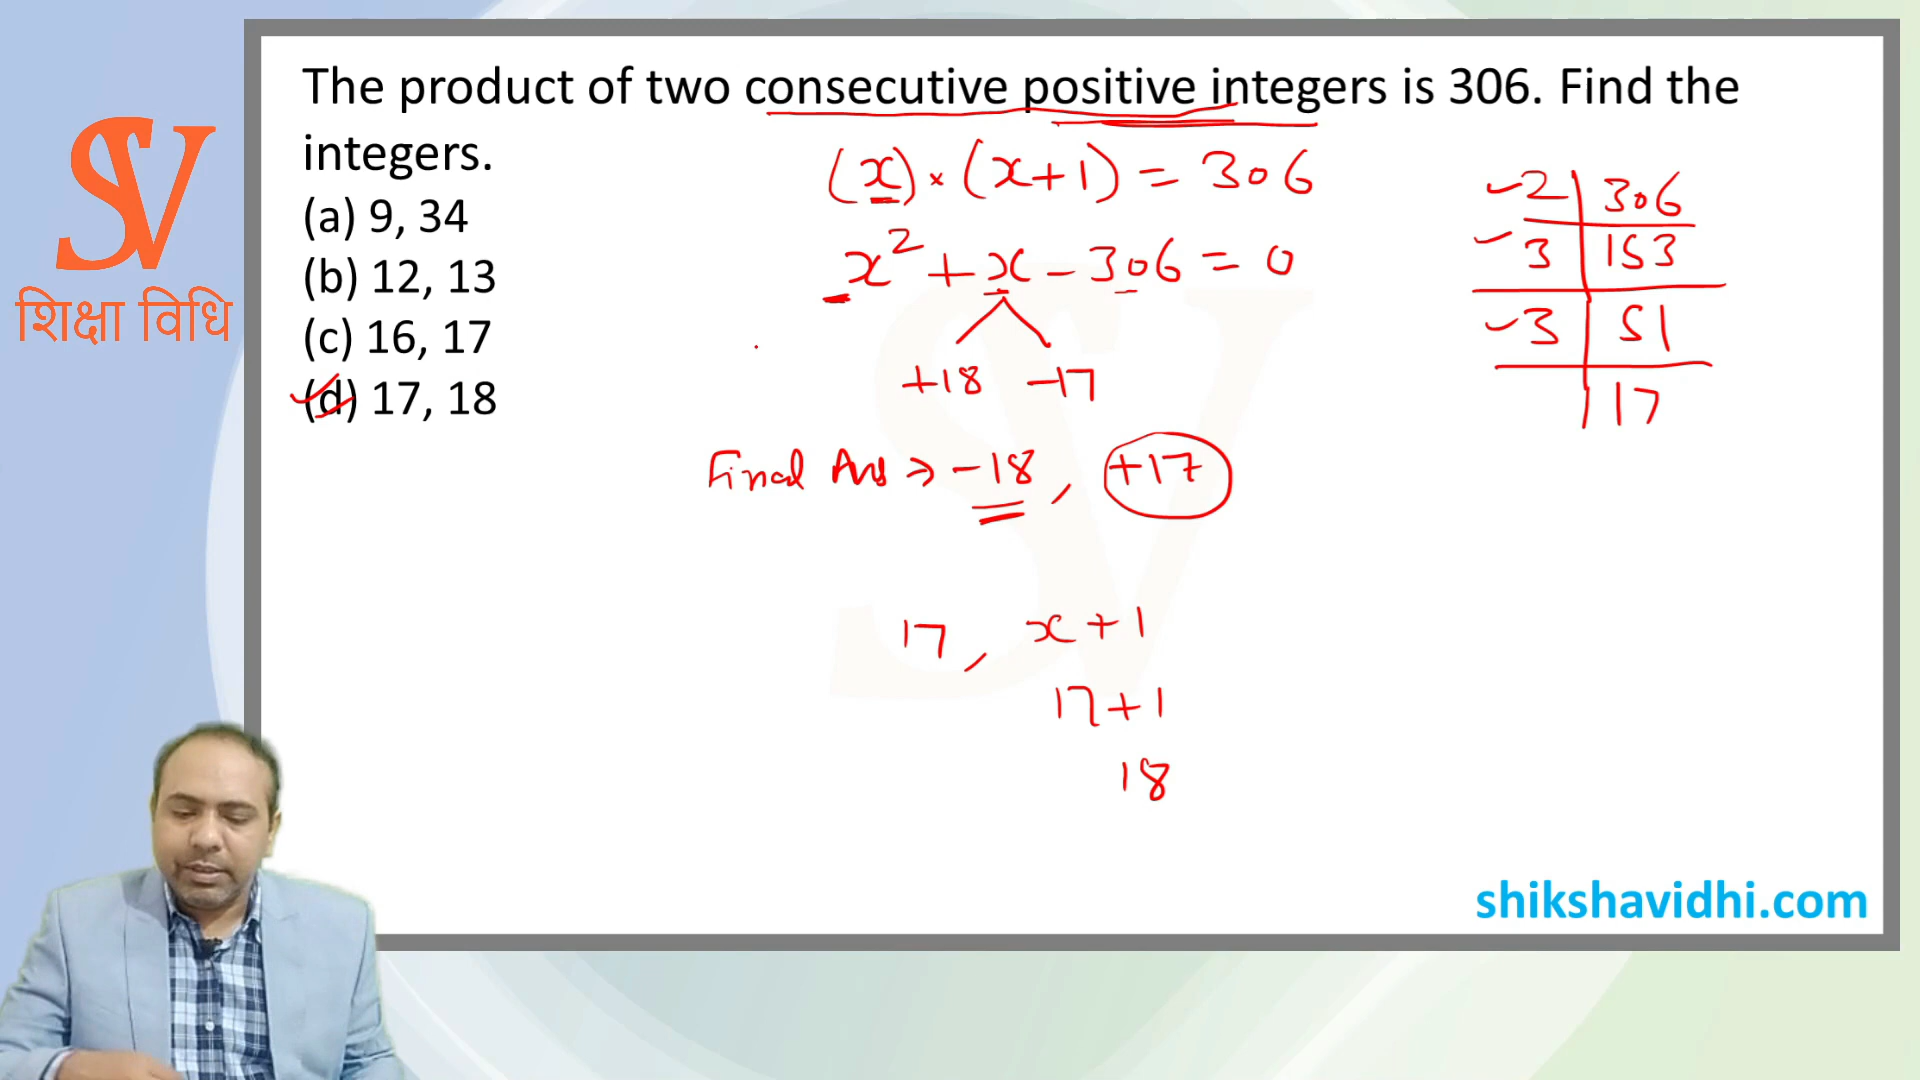 The product of two consecutive positive integers is 306. Find the
integers.
(a) 9, 34
(b) 12, 13
(c) 16, 17
(d) 17, 18
(x) × (x+1) = 306
x² + x - 306 = 0
+18 -17
Final Ans → -18, +17
17, x+1
17+1
18
2 | 306
3 | 153
3 | 51
| 17
SV
शिक्षा विधि
shikshavidhi.com